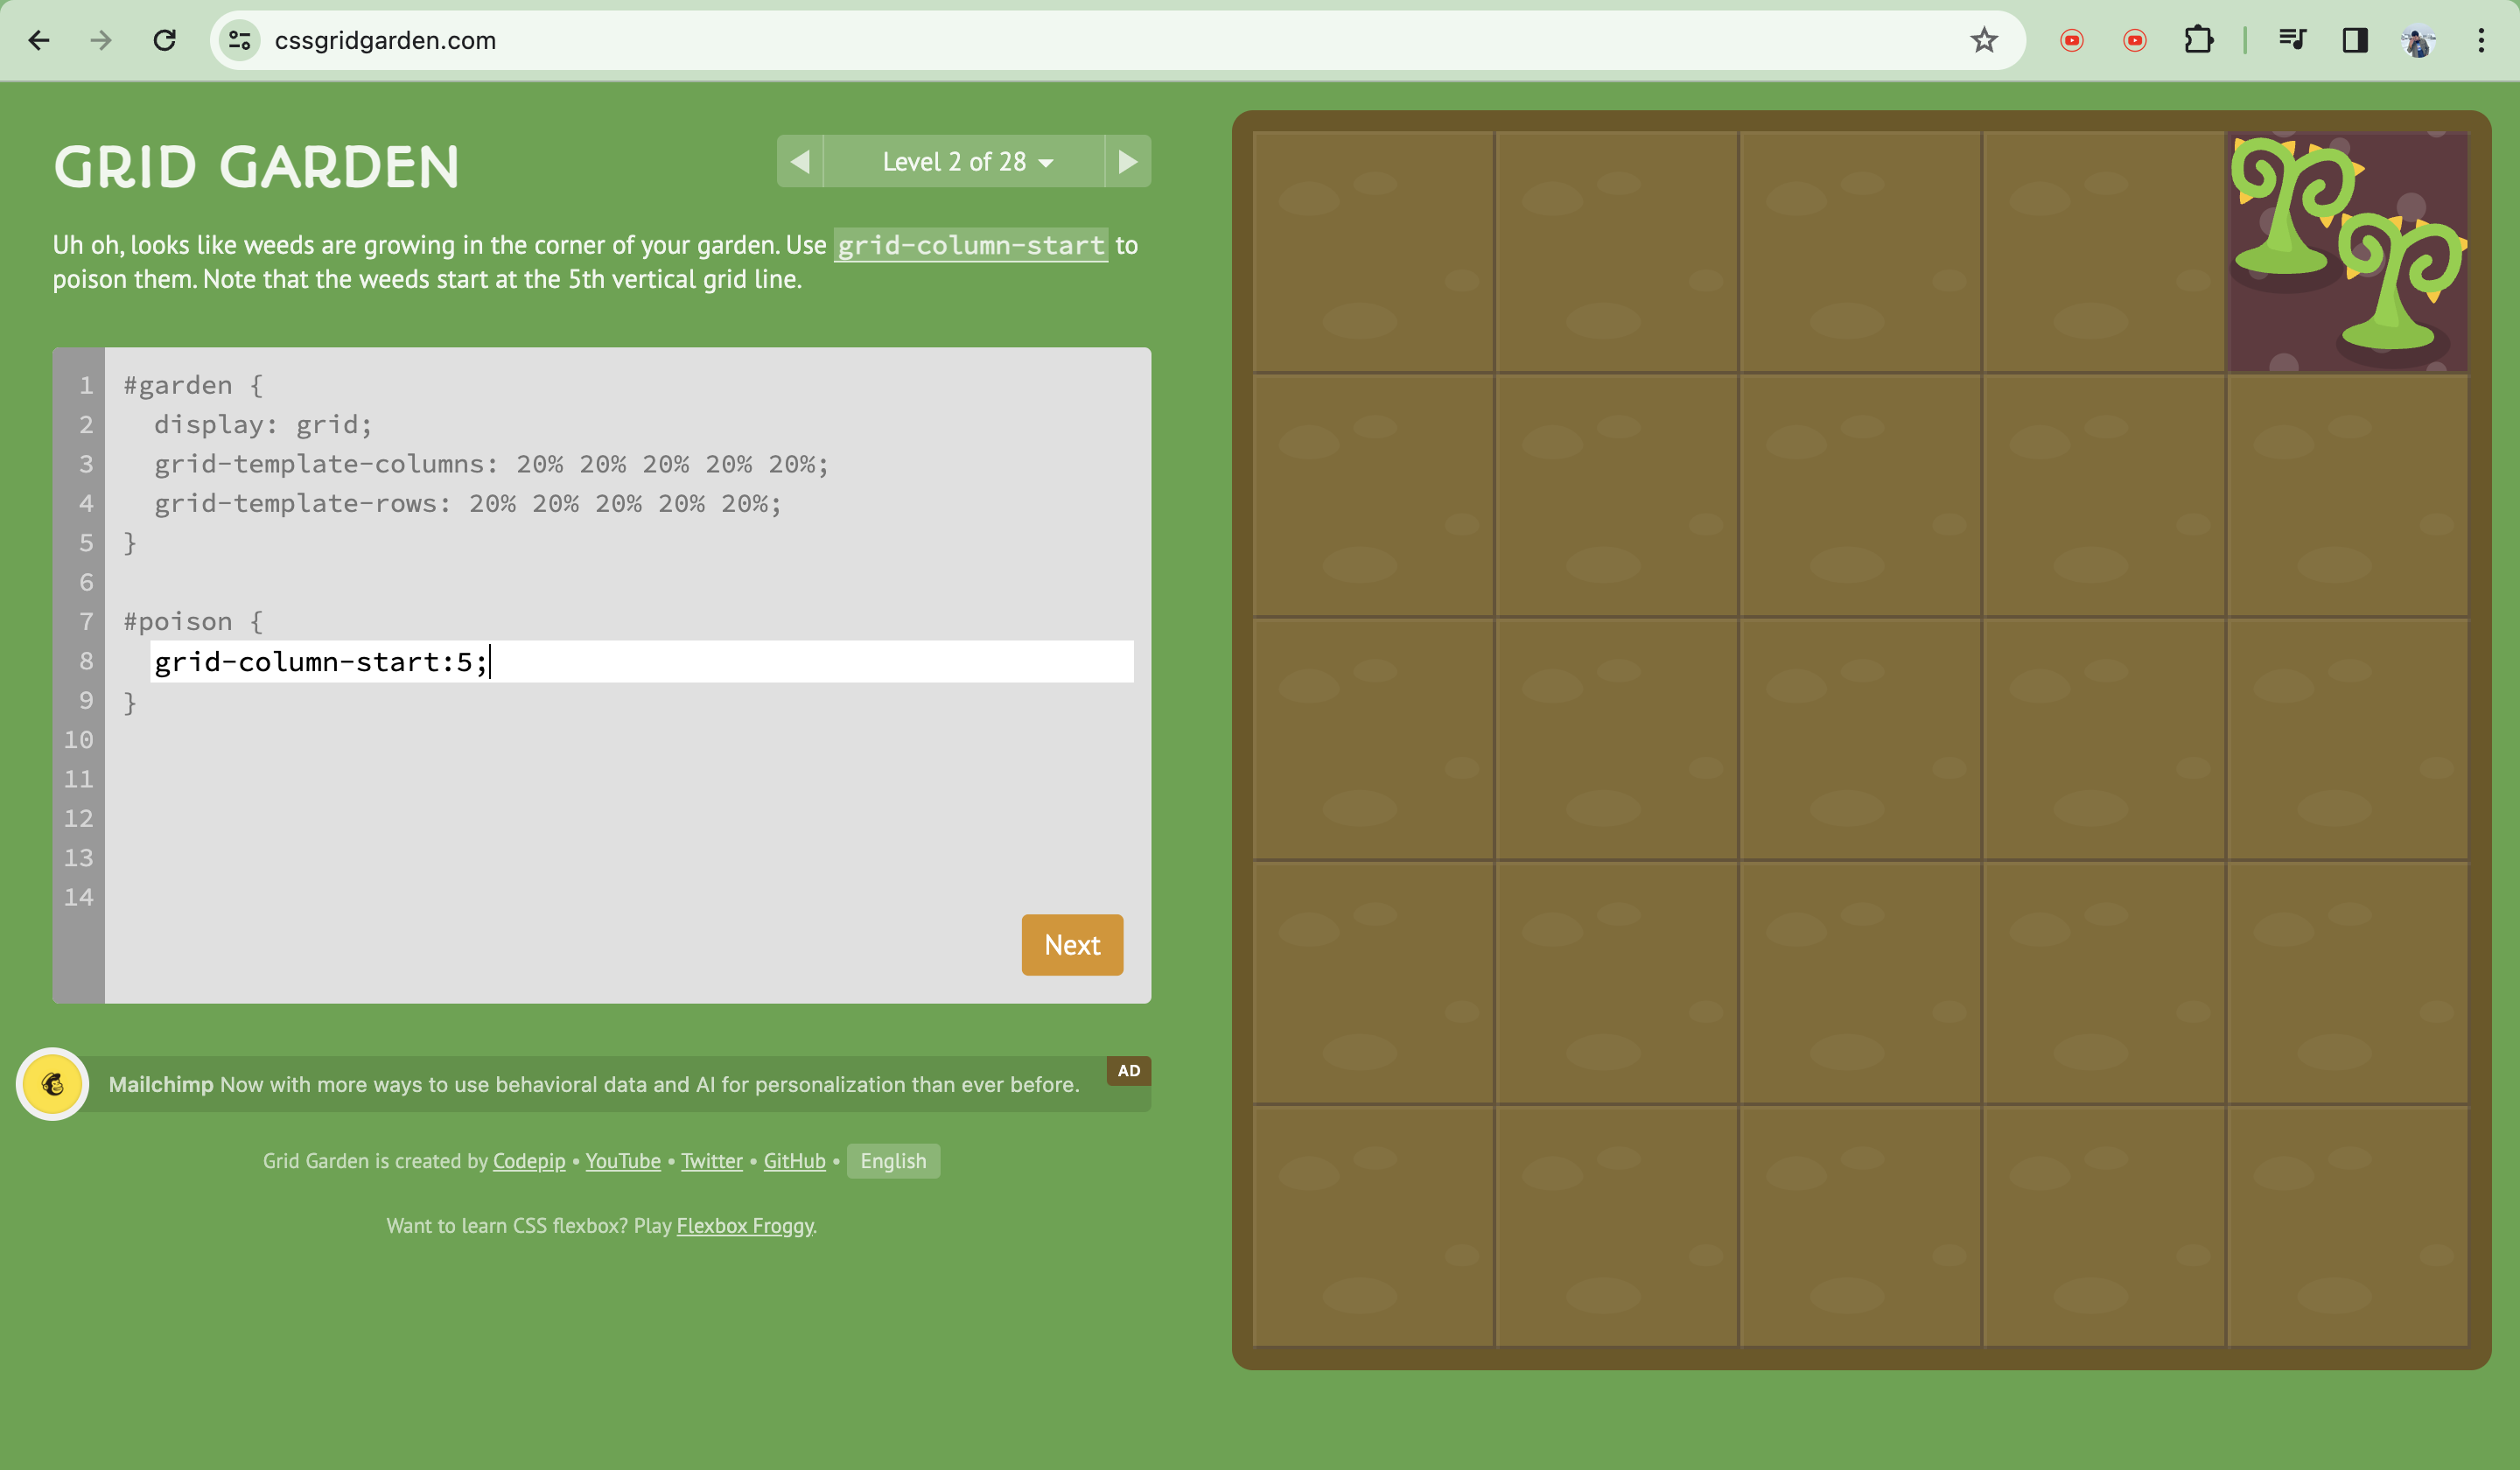 cssgridgarden.com
GRID GARDEN
Level 2 of 28
Uh oh, looks like weeds are growing in the corner of your garden. Use grid-column-start to
poison them. Note that the weeds start at the 5th vertical grid line.
1 #garden {
2 display: grid;
3 grid-template-columns: 20% 20% 20% 20% 20%;
4 grid-template-rows: 20% 20% 20% 20% 20%;
5 }
6
7 #poison {
8 grid-column-start:5;
9 }
10
11
12
13
14
Next
AD
Mailchimp Now with more ways to use behavioral data and AI for personalization than ever before.
Grid Garden is created by Codepip • YouTube • Twitter • GitHub • English
Want to learn CSS flexbox? Play Flexbox Froggy.